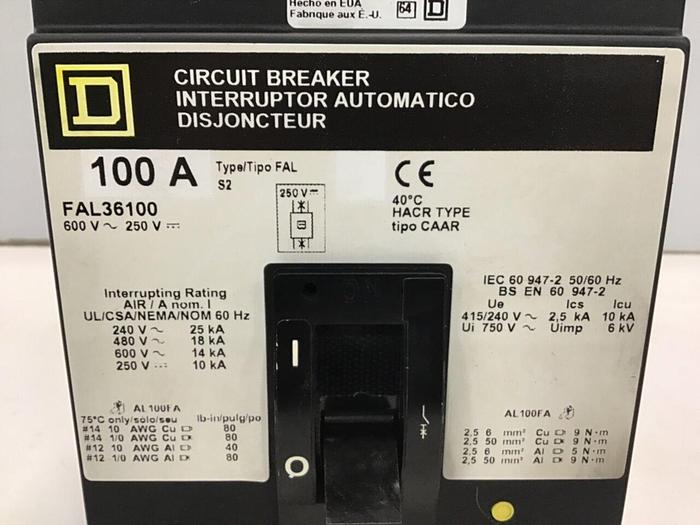 Hecho en EUA
Fabrique aux É.-U.
64
CIRCUIT BREAKER
INTERRUPTOR AUTOMATICO
DISJONCTEUR
100 A
Type/Tipo FAL
S2
FAL36100
600 V ~ 250 V ⎓
250 V ⎓
CE
40°C
HACR TYPE
tipo CAAR
Interrupting Rating
AIR / A nom. I
UL/CSA/NEMA/NOM 60 Hz
240 V ~ 25 kA
480 V ~ 18 kA
600 V ~ 14 kA
250 V ⎓ 10 kA
IEC 60 947-2 50/60 Hz
BS EN 60 947-2
Ue Ics Icu
415/240 V ~ 2,5 kA 10 kA
Ui 750 V ~ Uimp 6 kV
AL100FA
75°C only/sólo/seu lb-in/pulg/po
#14 10 AWG Cu 80
#14 1/0 AWG Cu 80
#12 10 AWG Al 40
#12 1/0 AWG Al 80
AL100FA
2,5 6 mm² Cu 9 N·m
2,5 50 mm² Cu 9 N·m
2,5 6 mm² Al 5 N·m
2,5 50 mm² Al 9 N·m
ON
I
O